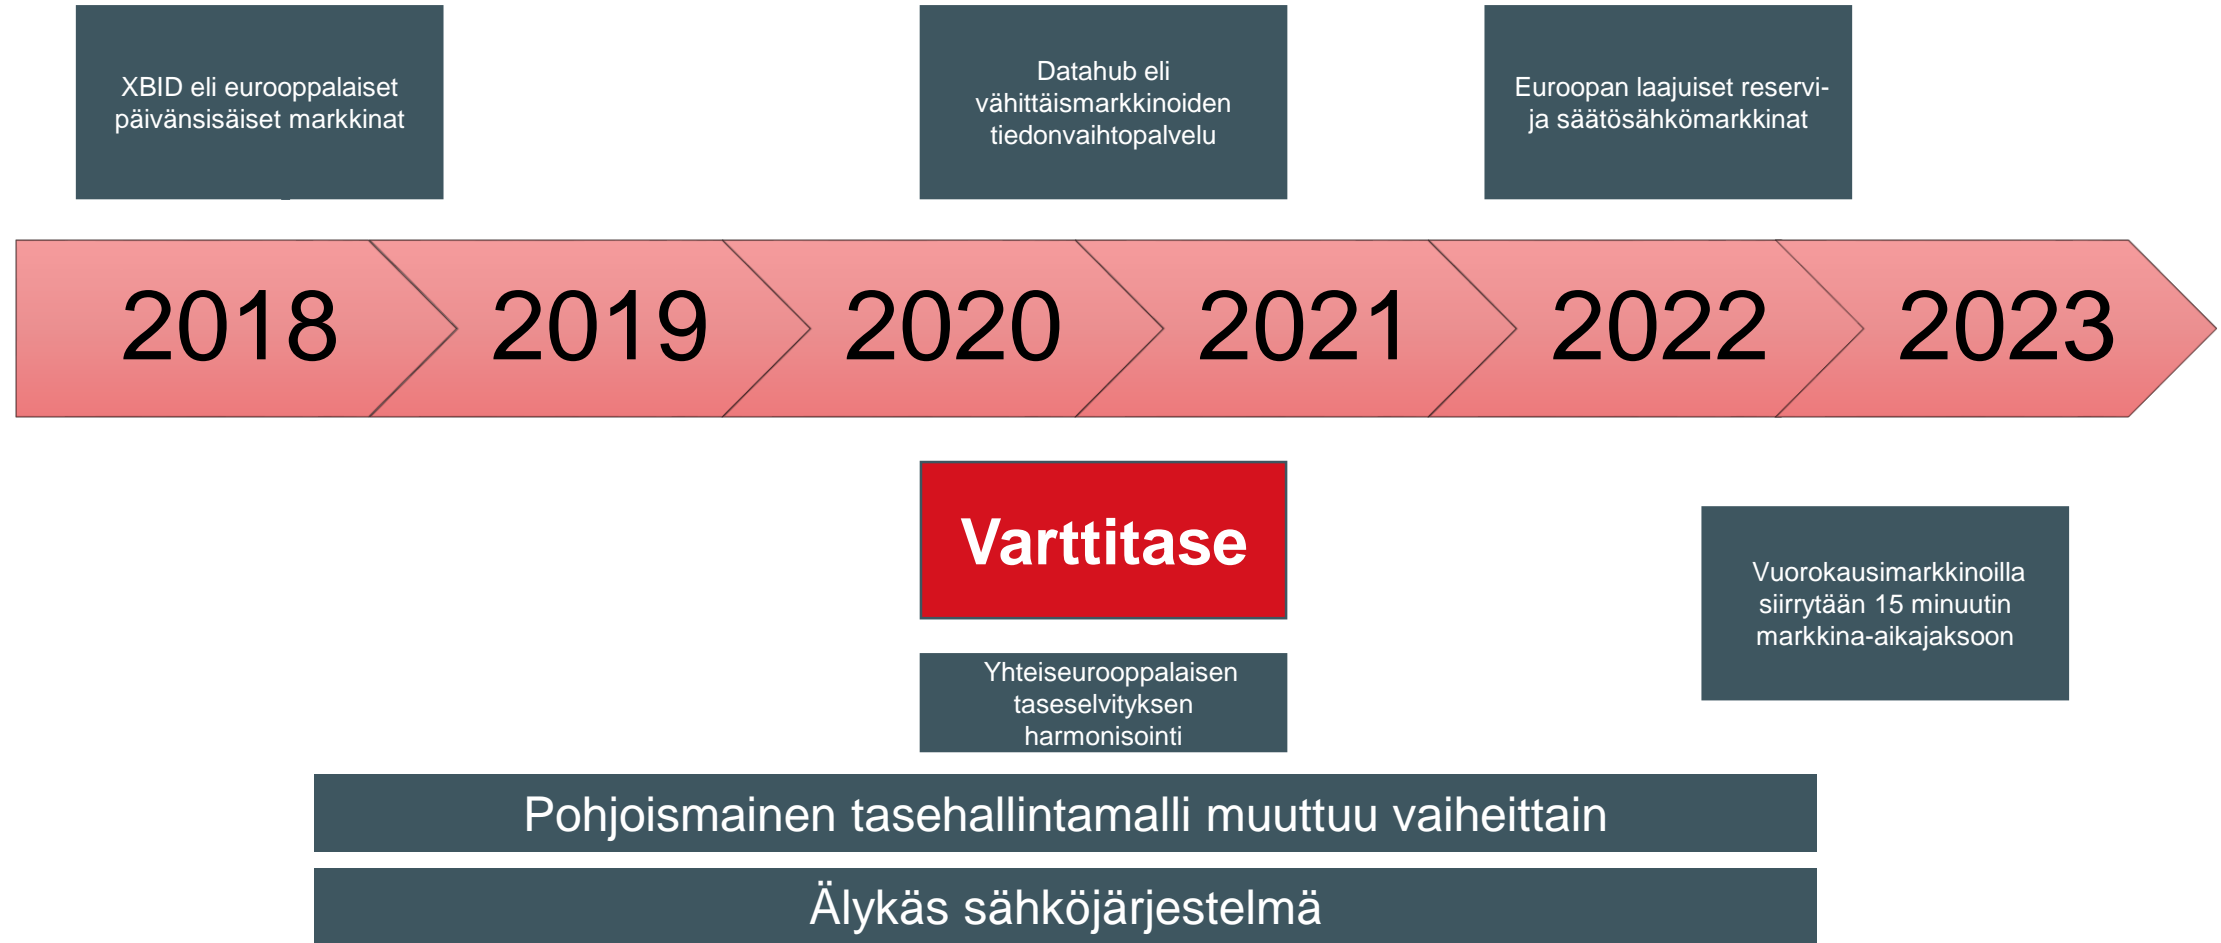 XBID eli eurooppalaiset
päivänsisäiset markkinat
Datahub eli
vähittäismarkkinoiden
tiedonvaihtopalvelu
Euroopan laajuiset reservi-
ja säätösähkömarkkinat
2018
2019
2020
2021
2022
2023
Varttitase
Yhteiseurooppalaisen
taseselvityksen
harmonisointi
Vuorokausimarkkinoilla
siirrytään 15 minuutin
markkina-aikajaksoon
Pohjoismainen tasehallintamalli muuttuu vaiheittain
Älykäs sähköjärjestelmä